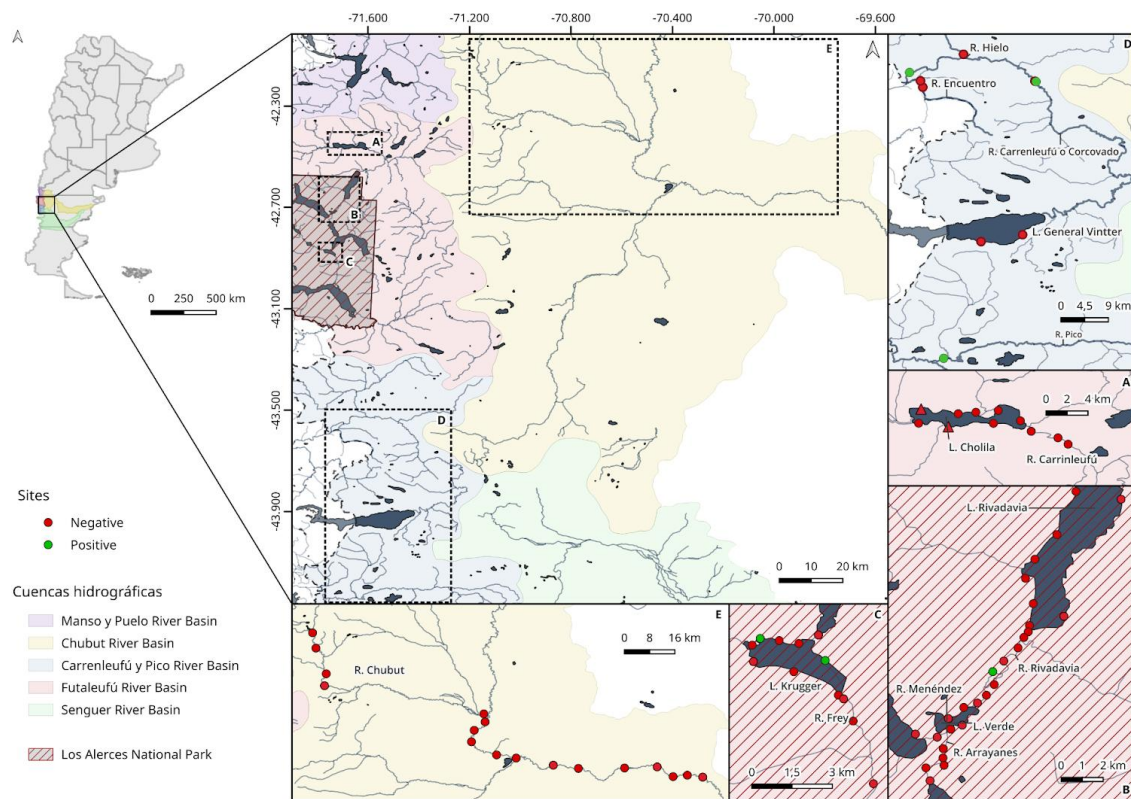 -71.600
-71.200
-70.800
-70.400
-70.000
-69.600
-42.300
-42.700
-43.100
-43.500
-43.900
0 250 500 km
E
A
B
C
D
0 10 20 km
D
R. Hielo
R. Encuentro
R. Carrenleufú o Corcovado
L. General Vintter
0 4,5 9 km
R. Pico
A
0 2 4 km
L. Cholila
R. Carrinleufú
L. Rivadavia
R. Rivadavia
R. Menéndez
L. Verde
R. Arrayanes
0 1 2 km
B
Sites
Negative
Positive
Cuencas hidrográficas
Manso y Puelo River Basin
Chubut River Basin
Carrenleufú y Pico River Basin
Futaleufú River Basin
Senguer River Basin
Los Alerces National Park
E
0 8 16 km
R. Chubut
C
L. Krugger
R. Frey
0 1,5 3 km